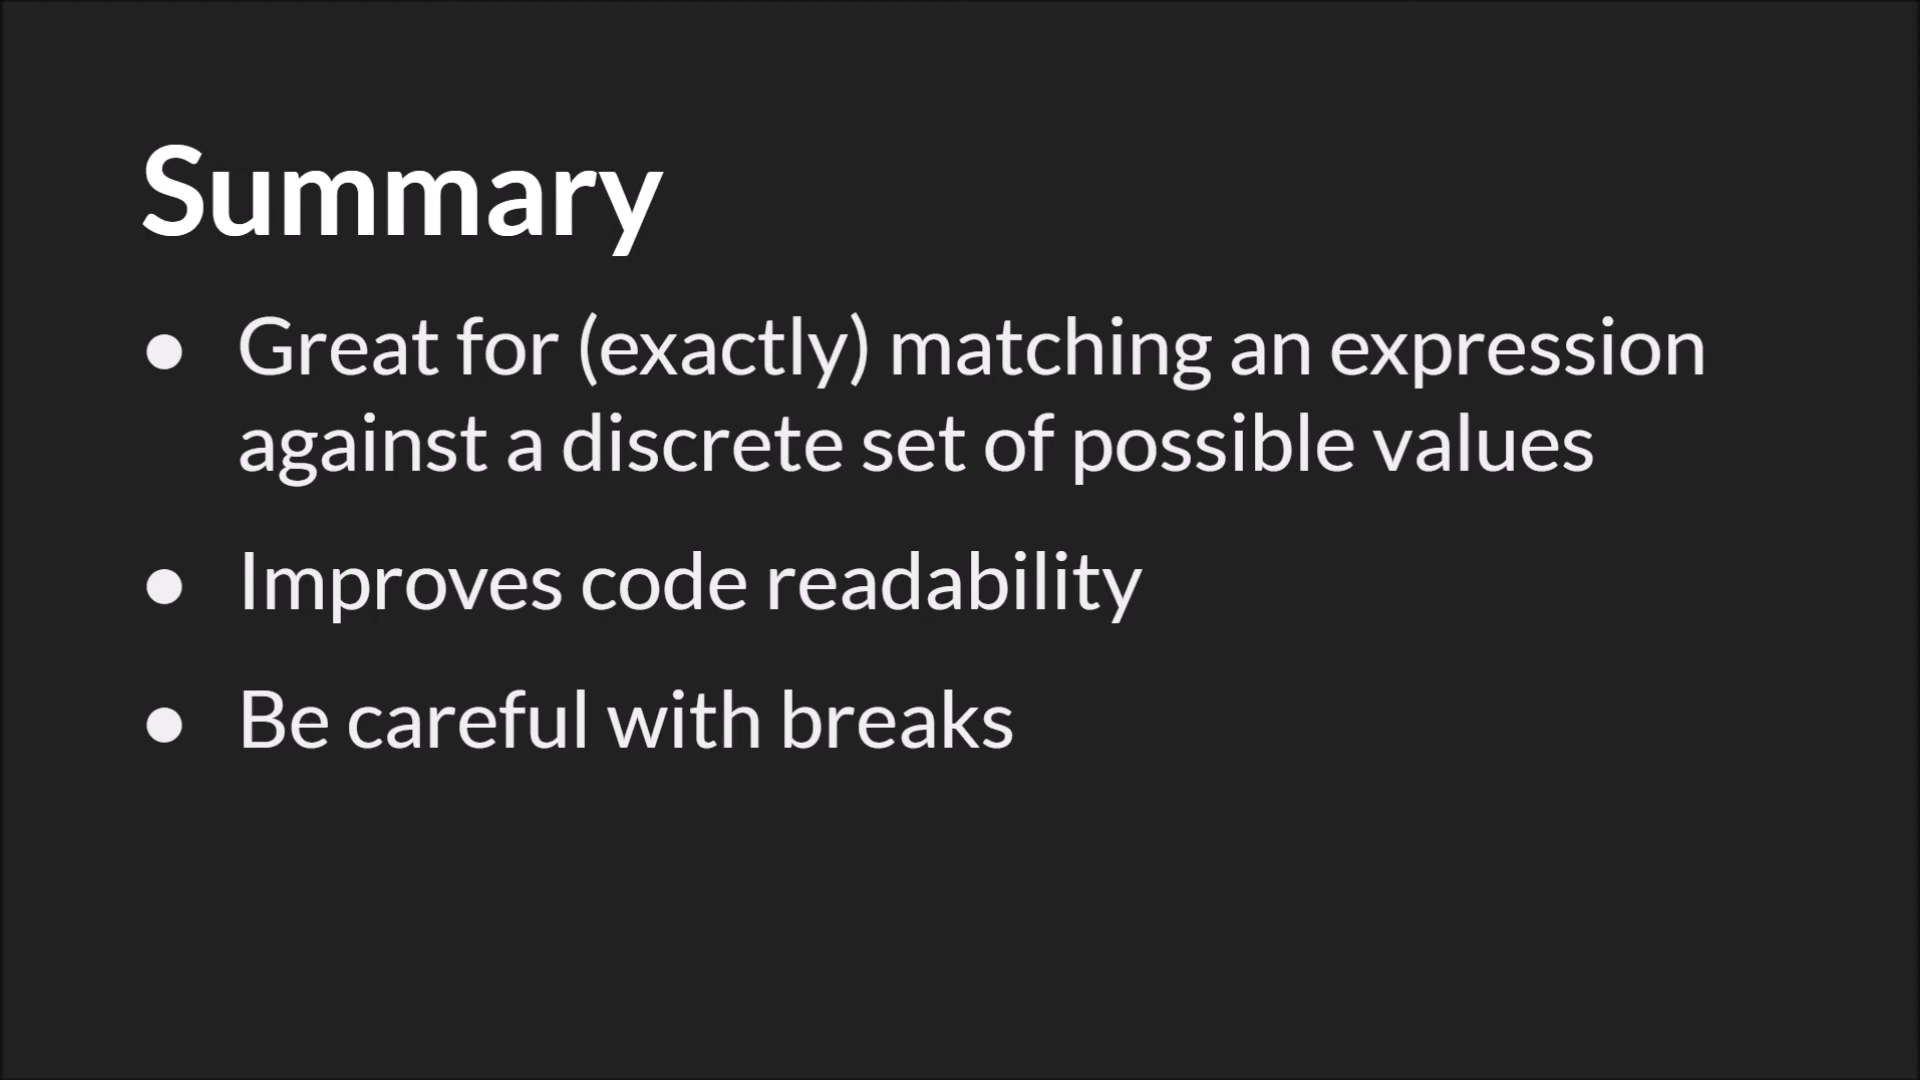 Summary
● Great for (exactly) matching an expression
against a discrete set of possible values
● Improves code readability
● Be careful with breaks